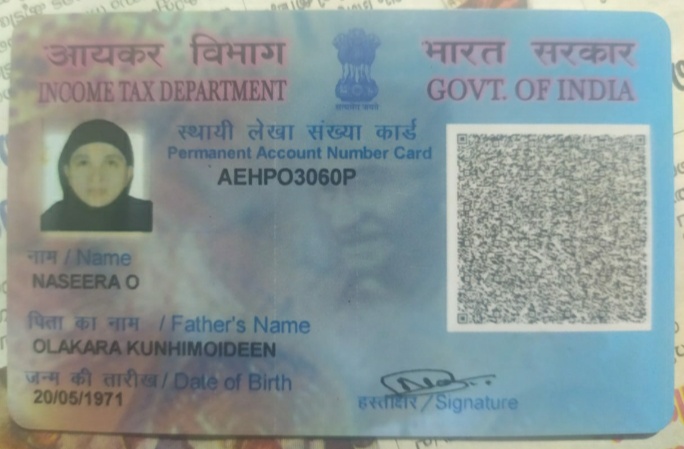 आयकर विभाग
INCOME TAX DEPARTMENT
सत्यमेव जयते
भारत सरकार
GOVT. OF INDIA
स्थायी लेखा संख्या कार्ड
Permanent Account Number Card
AEHPO3060P
नाम / Name
NASEERA O
पिता का नाम / Father's Name
OLAKARA KUNHIMOIDEEN
जन्म की तारीख / Date of Birth
20/05/1971
हस्ताक्षर / Signature